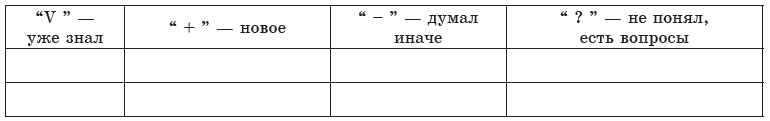 “V ” — уже знал
“ + ” — новое
“ – ” — думал иначе
“ ? ” — не понял, есть вопросы